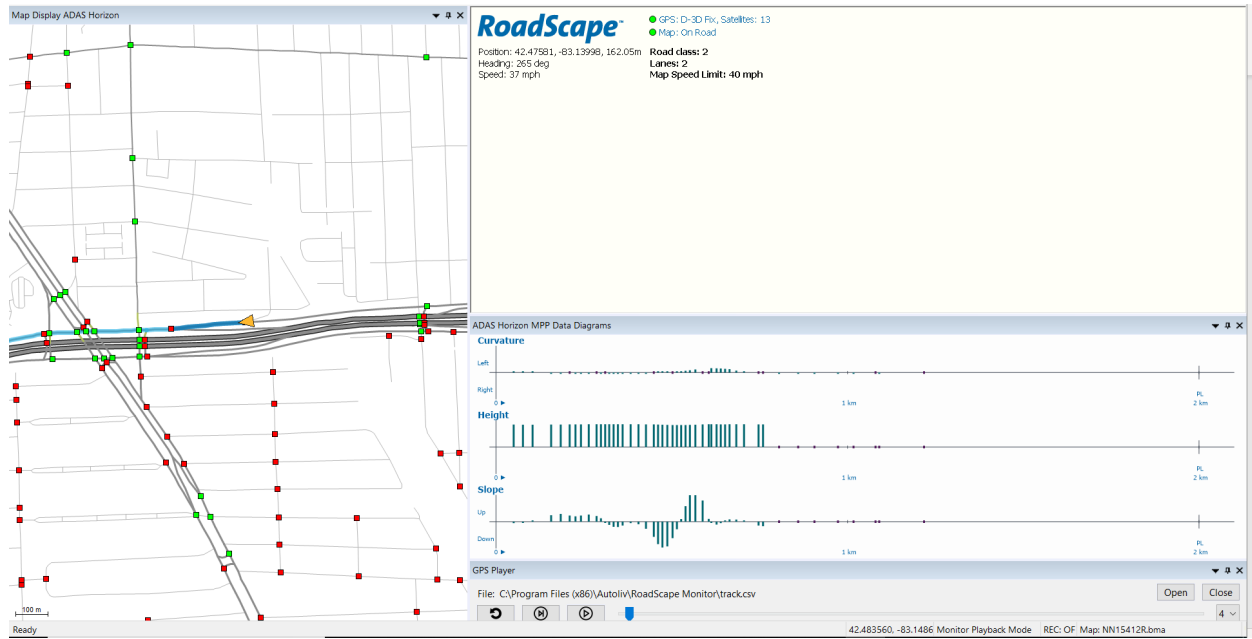 Map Display ADAS Horizon
100 m
RoadScape™
GPS: D-3D Fix, Satellites: 13
Map: On Road
Position: 42.47581, -83.13998, 162.05m
Heading: 265 deg
Speed: 37 mph
Road class: 2
Lanes: 2
Map Speed Limit: 40 mph
ADAS Horizon MPP Data Diagrams
Curvature
Left
Right
0
1 km
PL
2 km
Height
0
1 km
PL
2 km
Slope
Up
Down
0
1 km
PL
2 km
GPS Player
File: C:\Program Files (x86)\Autoliv\RoadScape Monitor\track.csv
Open
Close
4
Ready
42.483560, -83.1486 Monitor Playback Mode REC: OF Map: NN15412R.bma